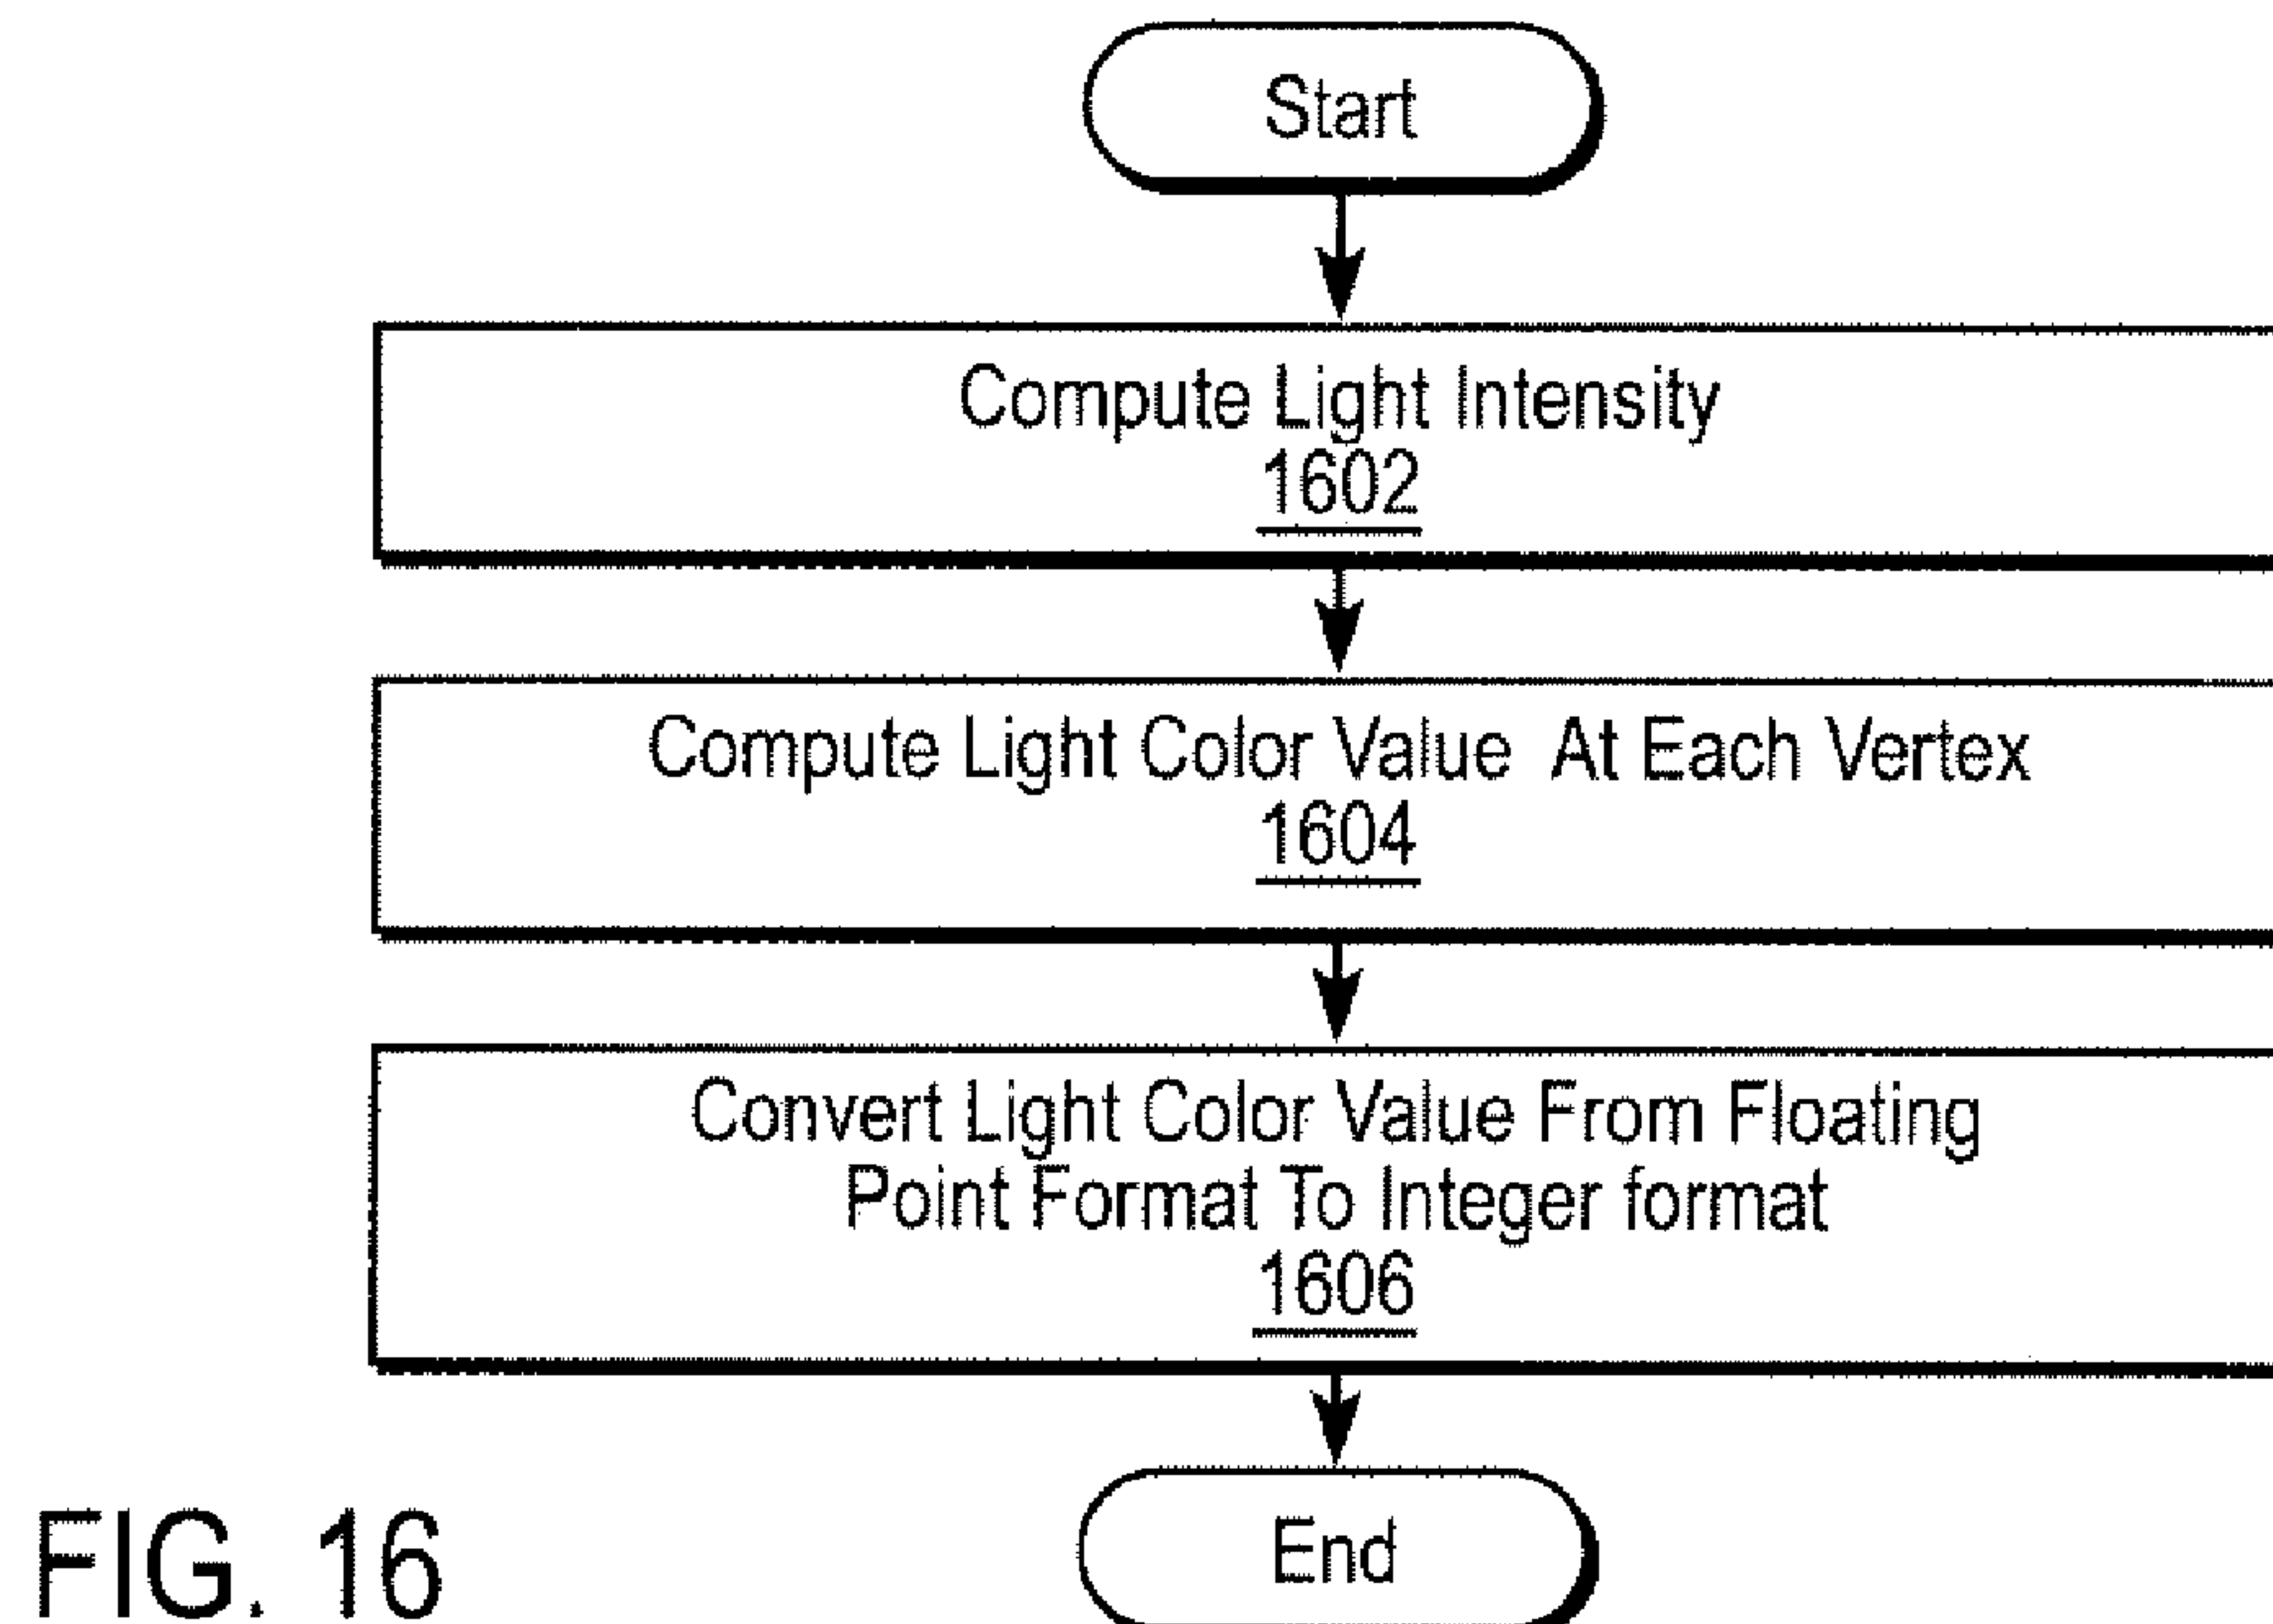 Start
Compute Light Intensity
1602
Compute Light Color Value At Each Vertex
1604
Convert Light Color Value From Floating
Point Format To Integer format
1606
End
FIG. 16